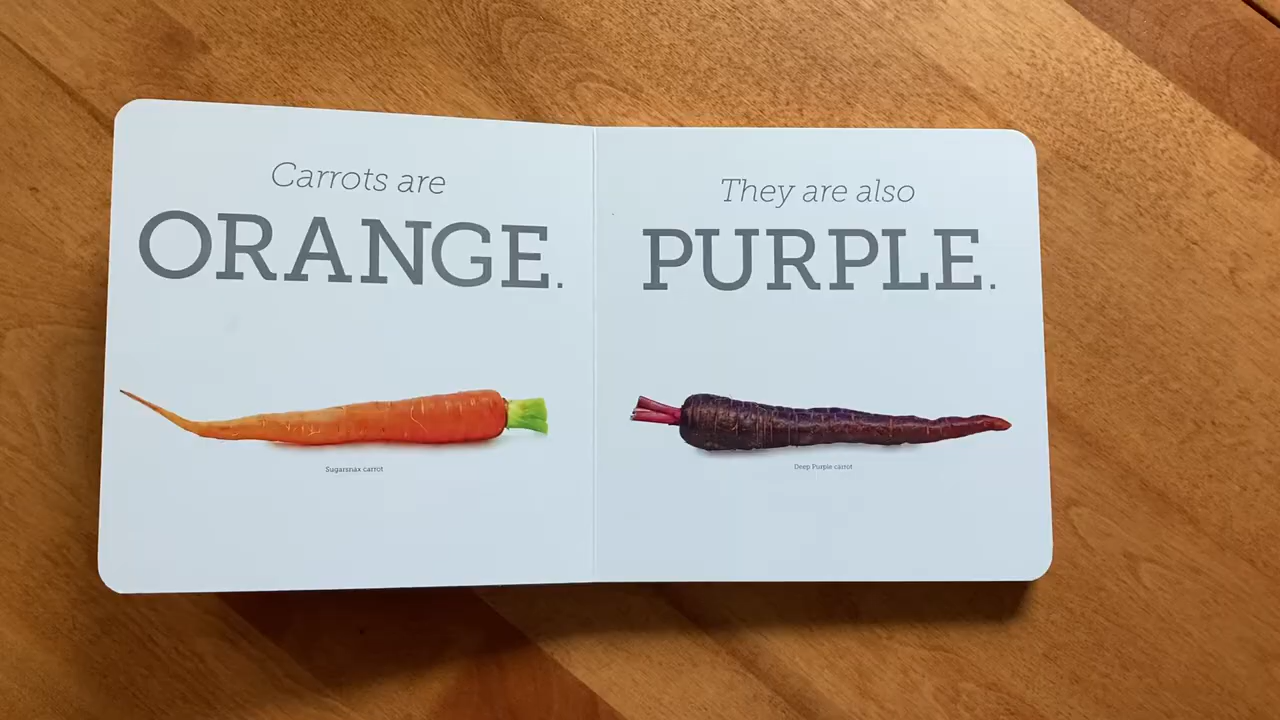 Carrots are
ORANGE.
Sugarsnax carrot
They are also
PURPLE.
Deep Purple carrot